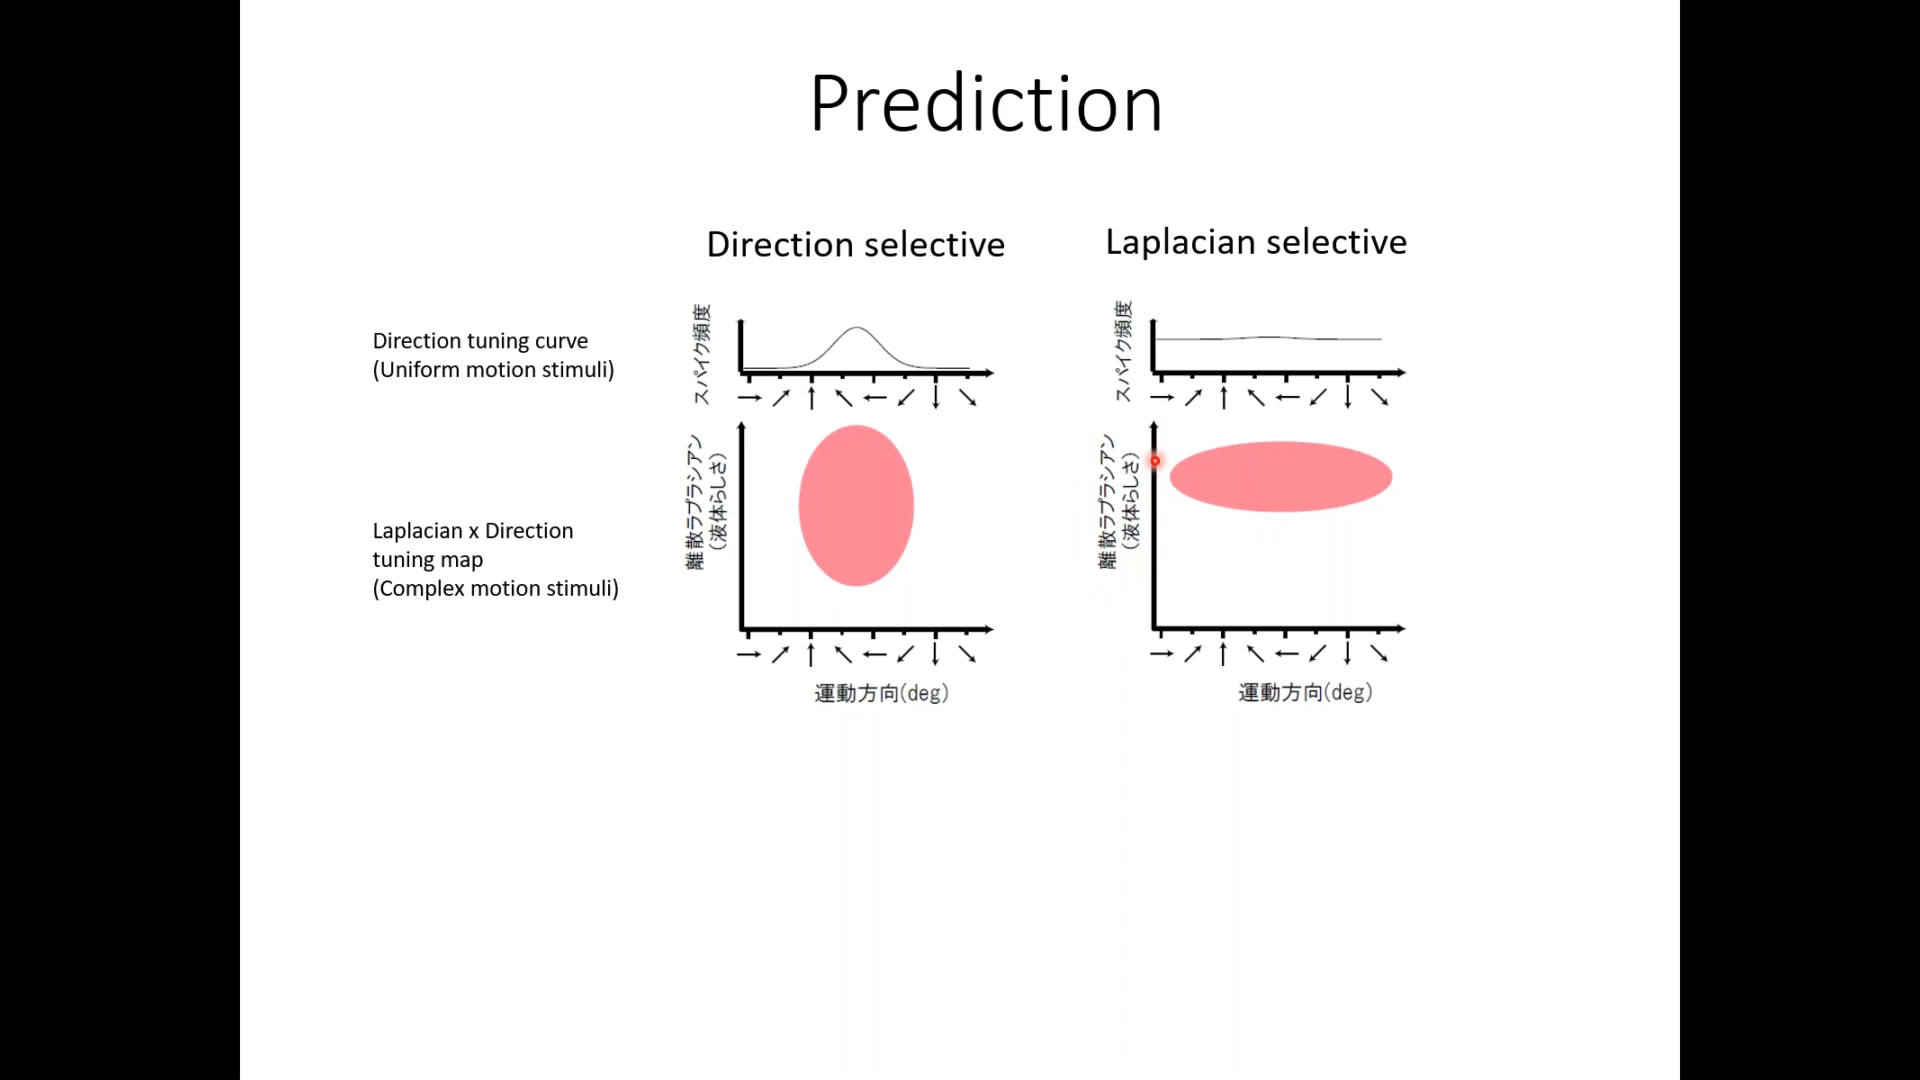 Prediction
Direction selective
Laplacian selective
Direction tuning curve
(Uniform motion stimuli)
スパイク頻度
スパイク頻度
Laplacian x Direction
tuning map
(Complex motion stimuli)
離散ラプラシアン
(液体らしさ)
離散ラプラシアン
(液体らしさ)
運動方向(deg)
運動方向(deg)